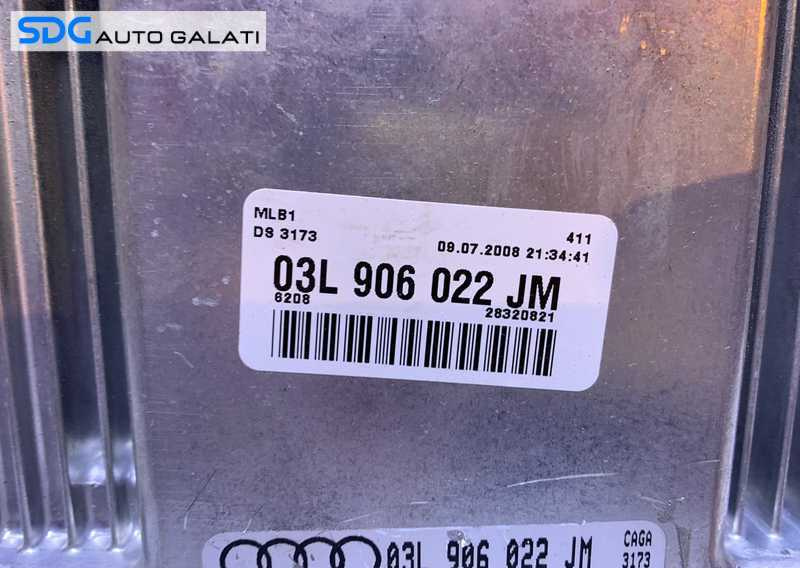 SDG AUTO GALATI
MLB1
DS 3173
411
09.07.2008 21:34:41
03L 906 022 JM
6208
28320821
03L 906 022 JM
CAGA
3173